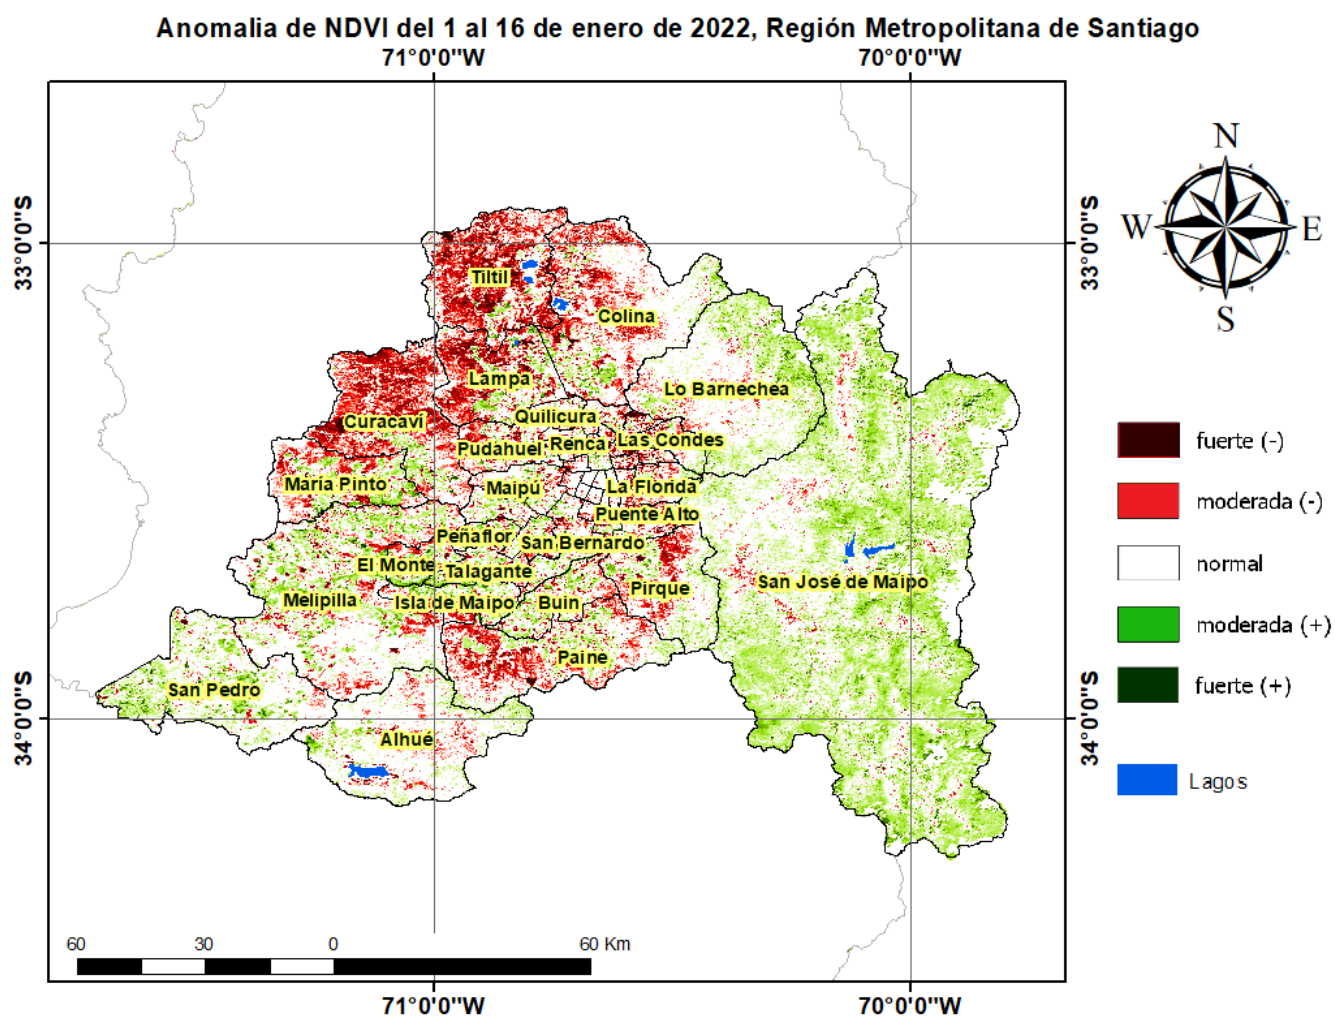 Anomalia de NDVI del 1 al 16 de enero de 2022, Región Metropolitana de Santiago
71°0'0"W 70°0'0"W
N
W E
S
33°0'0"S 33°0'0"S
Tiltil
Colina
Lampa
Lo Barnechea
Quilicura
Curacaví
Pudahuel Renca Las Condes
María Pinto Maipú La Florida
Puente Alto
Peñaflor San Bernardo
El Monte Talagante
San José de Maipo
Pirque
Melipilla Isla de Maipo Buin
Paine
San Pedro
Alhué
34°0'0"S 34°0'0"S
fuerte (-)
moderada (-)
normal
moderada (+)
fuerte (+)
Lagos
60 30 0 60 Km
71°0'0"W 70°0'0"W